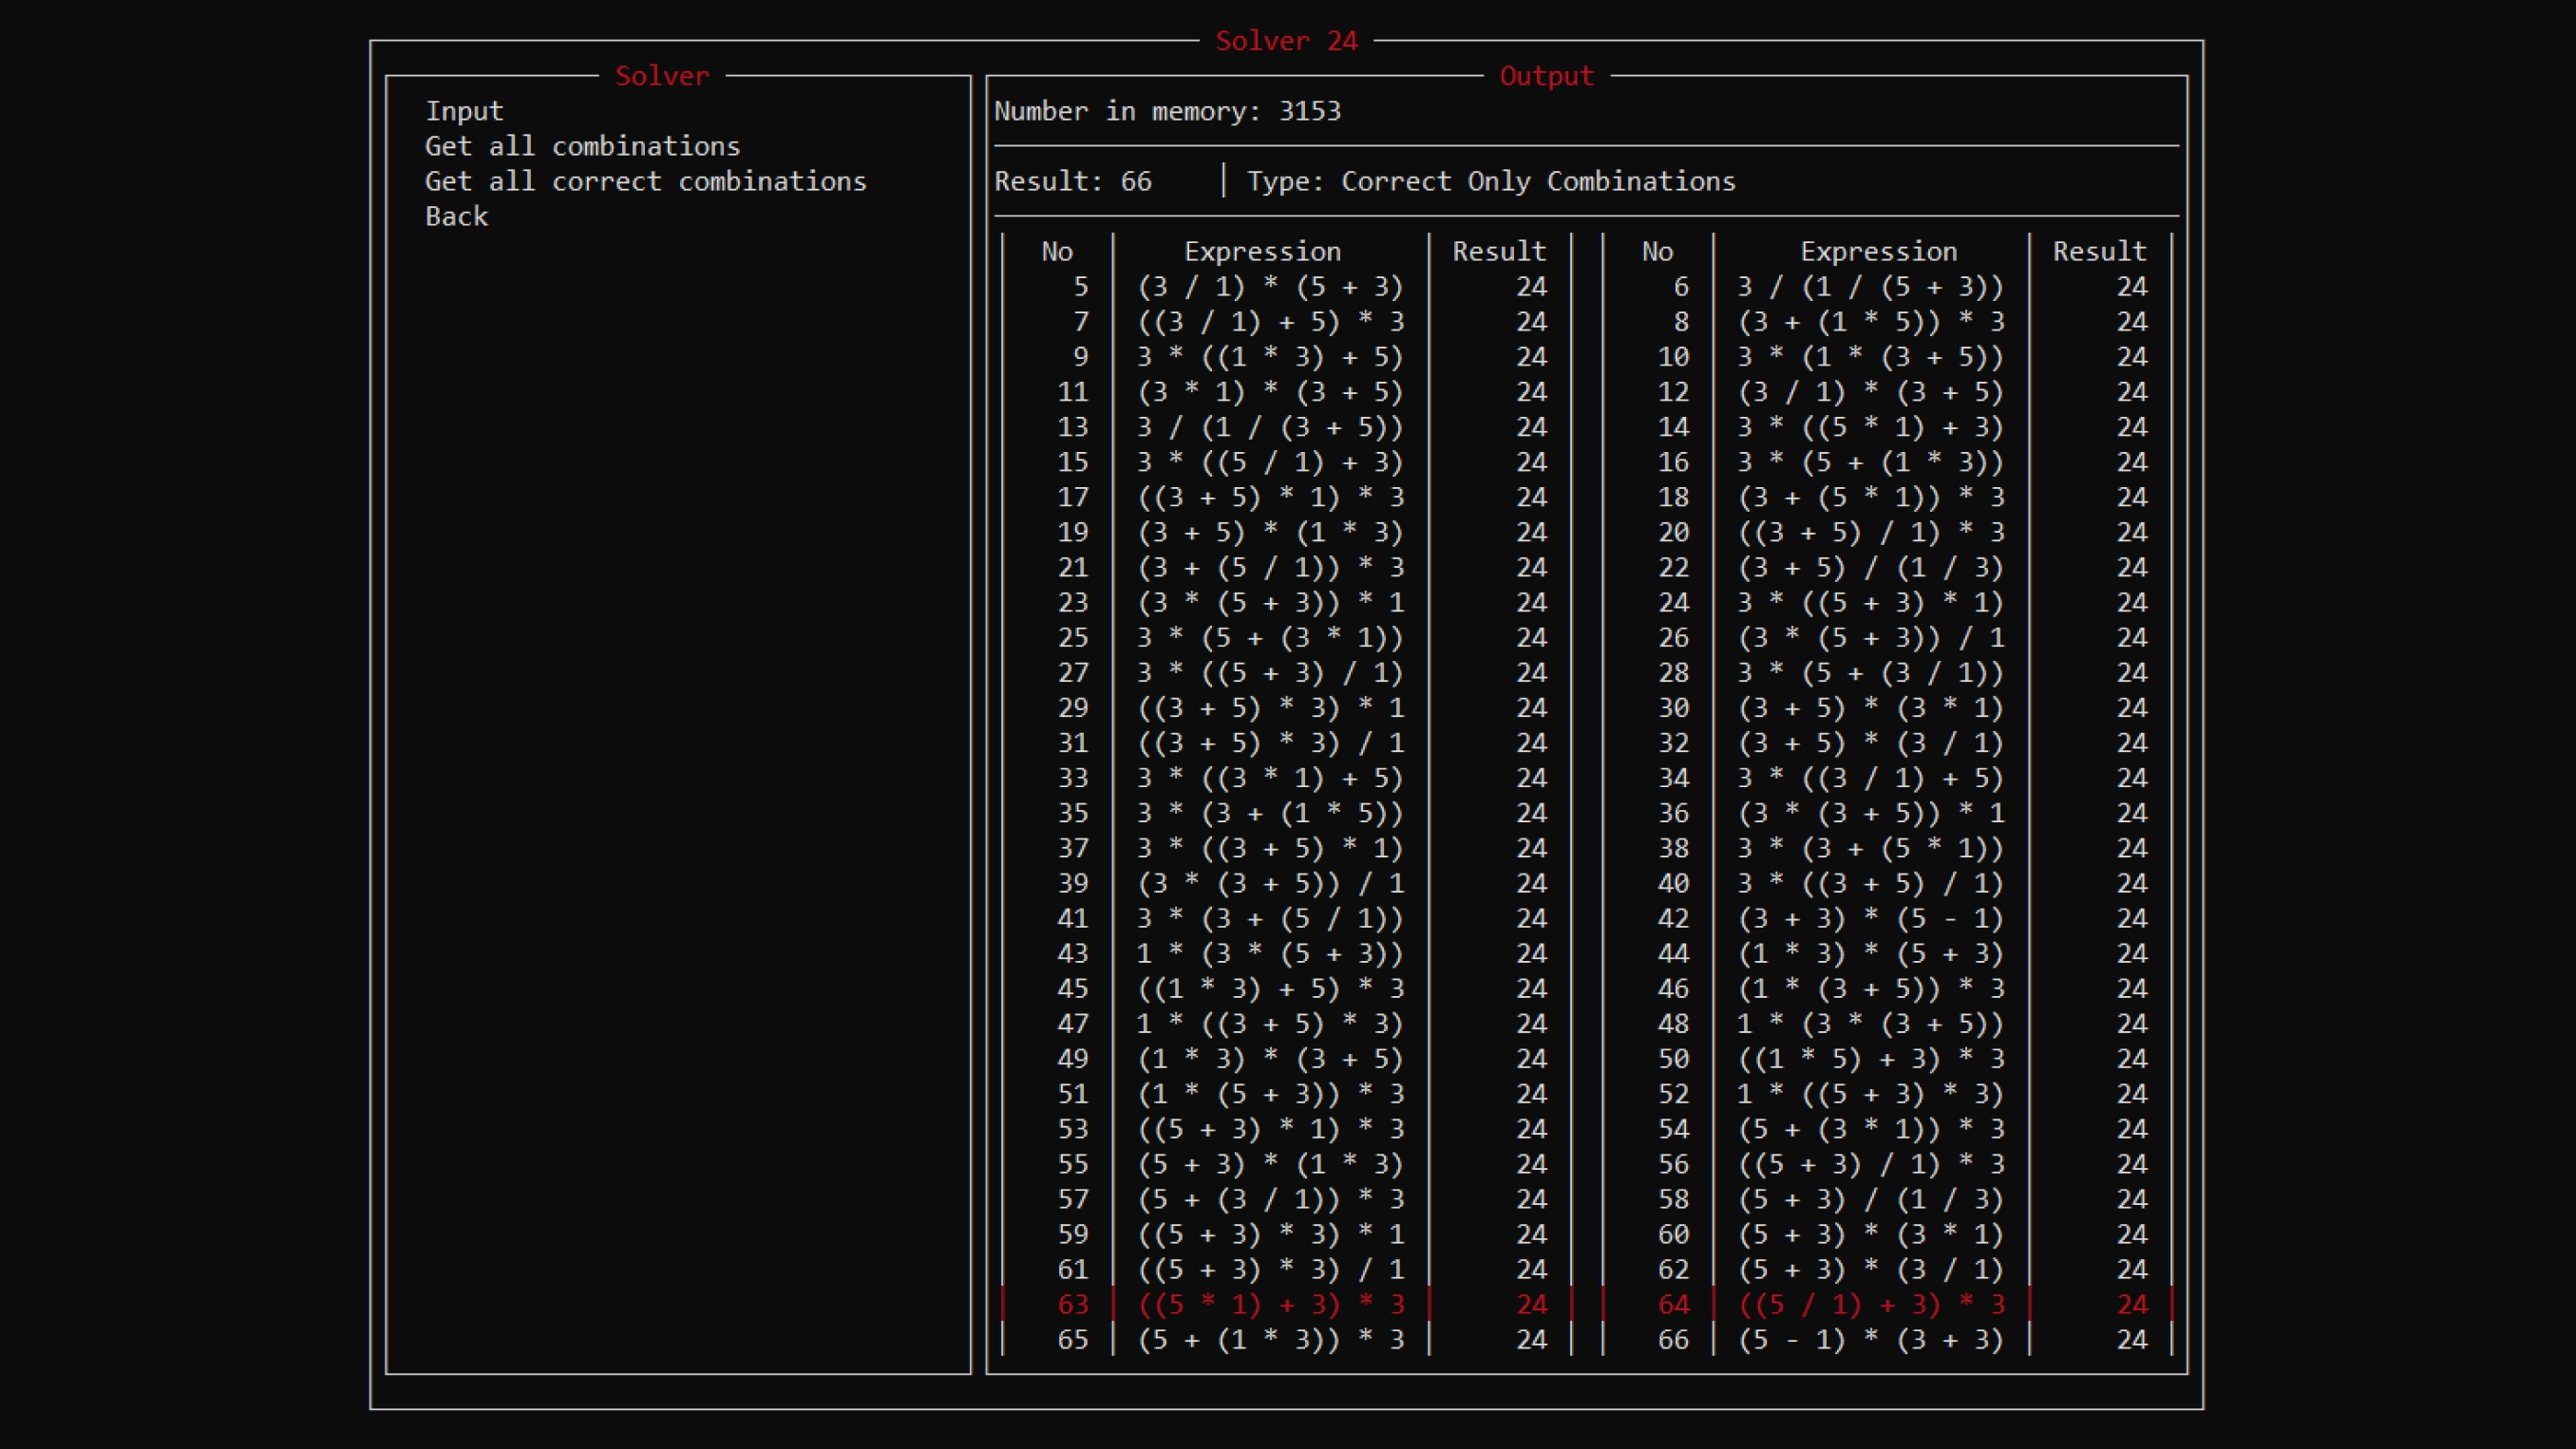 Solver 24
Solver
Input
Get all combinations
Get all correct combinations
Back
Output
Number in memory: 3153
Result: 66 | Type: Correct Only Combinations
| No | Expression | Result | | No | Expression | Result |
| 5 | (3 / 1) * (5 + 3) | 24 | | 6 | 3 / (1 / (5 + 3)) | 24 |
| 7 | ((3 / 1) + 5) * 3 | 24 | | 8 | (3 + (1 * 5)) * 3 | 24 |
| 9 | 3 * ((1 * 3) + 5) | 24 | | 10 | 3 * (1 * (3 + 5)) | 24 |
| 11 | (3 * 1) * (3 + 5) | 24 | | 12 | (3 / 1) * (3 + 5) | 24 |
| 13 | 3 / (1 / (3 + 5)) | 24 | | 14 | 3 * ((5 * 1) + 3) | 24 |
| 15 | 3 * ((5 / 1) + 3) | 24 | | 16 | 3 * (5 + (1 * 3)) | 24 |
| 17 | ((3 + 5) * 1) * 3 | 24 | | 18 | (3 + (5 * 1)) * 3 | 24 |
| 19 | (3 + 5) * (1 * 3) | 24 | | 20 | ((3 + 5) / 1) * 3 | 24 |
| 21 | (3 + (5 / 1)) * 3 | 24 | | 22 | (3 + 5) / (1 / 3) | 24 |
| 23 | (3 * (5 + 3)) * 1 | 24 | | 24 | 3 * ((5 + 3) * 1) | 24 |
| 25 | 3 * (5 + (3 * 1)) | 24 | | 26 | (3 * (5 + 3)) / 1 | 24 |
| 27 | 3 * ((5 + 3) / 1) | 24 | | 28 | 3 * (5 + (3 / 1)) | 24 |
| 29 | ((3 + 5) * 3) * 1 | 24 | | 30 | (3 + 5) * (3 * 1) | 24 |
| 31 | ((3 + 5) * 3) / 1 | 24 | | 32 | (3 + 5) * (3 / 1) | 24 |
| 33 | 3 * ((3 * 1) + 5) | 24 | | 34 | 3 * ((3 / 1) + 5) | 24 |
| 35 | 3 * (3 + (1 * 5)) | 24 | | 36 | (3 * (3 + 5)) * 1 | 24 |
| 37 | 3 * ((3 + 5) * 1) | 24 | | 38 | 3 * (3 + (5 * 1)) | 24 |
| 39 | (3 * (3 + 5)) / 1 | 24 | | 40 | 3 * ((3 + 5) / 1) | 24 |
| 41 | 3 * (3 + (5 / 1)) | 24 | | 42 | (3 + 3) * (5 - 1) | 24 |
| 43 | 1 * (3 * (5 + 3)) | 24 | | 44 | (1 * 3) * (5 + 3) | 24 |
| 45 | ((1 * 3) + 5) * 3 | 24 | | 46 | (1 * (3 + 5)) * 3 | 24 |
| 47 | 1 * ((3 + 5) * 3) | 24 | | 48 | 1 * (3 * (3 + 5)) | 24 |
| 49 | (1 * 3) * (3 + 5) | 24 | | 50 | ((1 * 5) + 3) * 3 | 24 |
| 51 | (1 * (5 + 3)) * 3 | 24 | | 52 | 1 * ((5 + 3) * 3) | 24 |
| 53 | ((5 + 3) * 1) * 3 | 24 | | 54 | (5 + (3 * 1)) * 3 | 24 |
| 55 | (5 + 3) * (1 * 3) | 24 | | 56 | ((5 + 3) / 1) * 3 | 24 |
| 57 | (5 + (3 / 1)) * 3 | 24 | | 58 | (5 + 3) / (1 / 3) | 24 |
| 59 | ((5 + 3) * 3) * 1 | 24 | | 60 | (5 + 3) * (3 * 1) | 24 |
| 61 | ((5 + 3) * 3) / 1 | 24 | | 62 | (5 + 3) * (3 / 1) | 24 |
| 63 | ((5 * 1) + 3) * 3 | 24 | | 64 | ((5 / 1) + 3) * 3 | 24 |
| 65 | (5 + (1 * 3)) * 3 | 24 | | 66 | (5 - 1) * (3 + 3) | 24 |